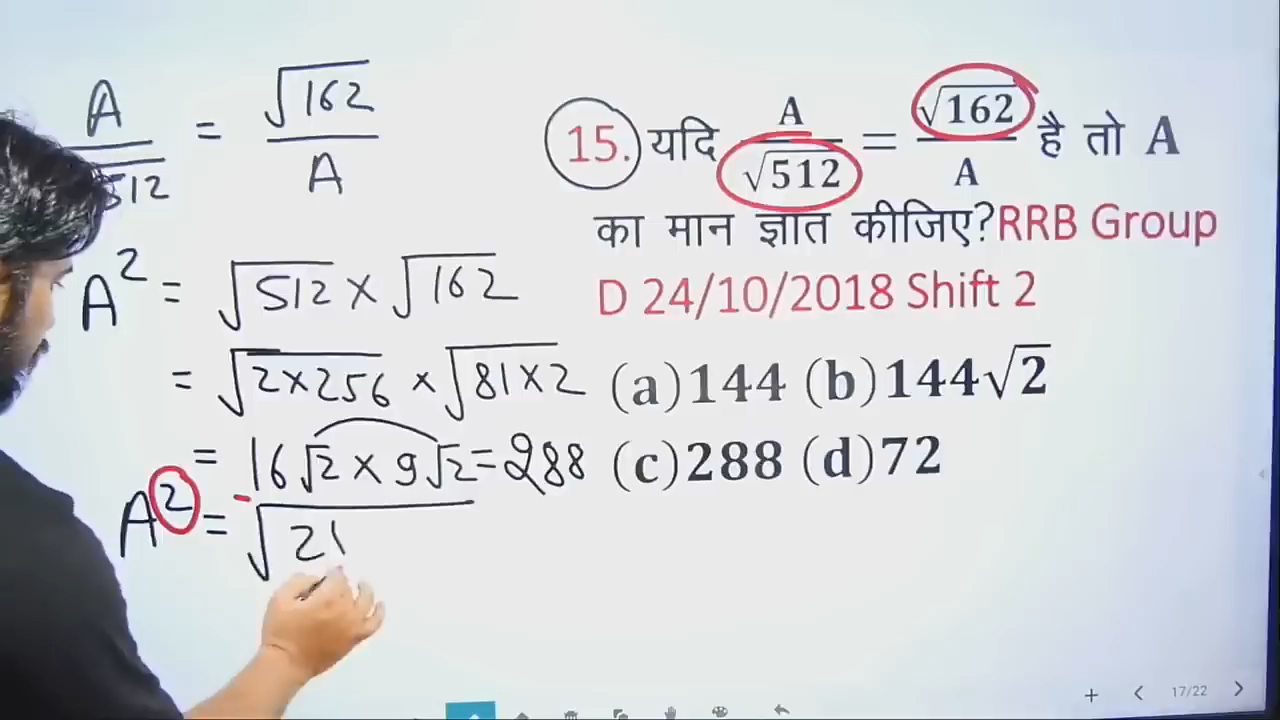 A/512 = √162/A
A² = √512 × √162
= √2×256 × √81×2
= 16√2 × 9√2 = 288
A² = √2
15. यदि A/√512 = √162/A है तो A
का मान ज्ञात कीजिए?RRB Group
D 24/10/2018 Shift 2
(a)144 (b)144√2
(c)288 (d)72
17/22